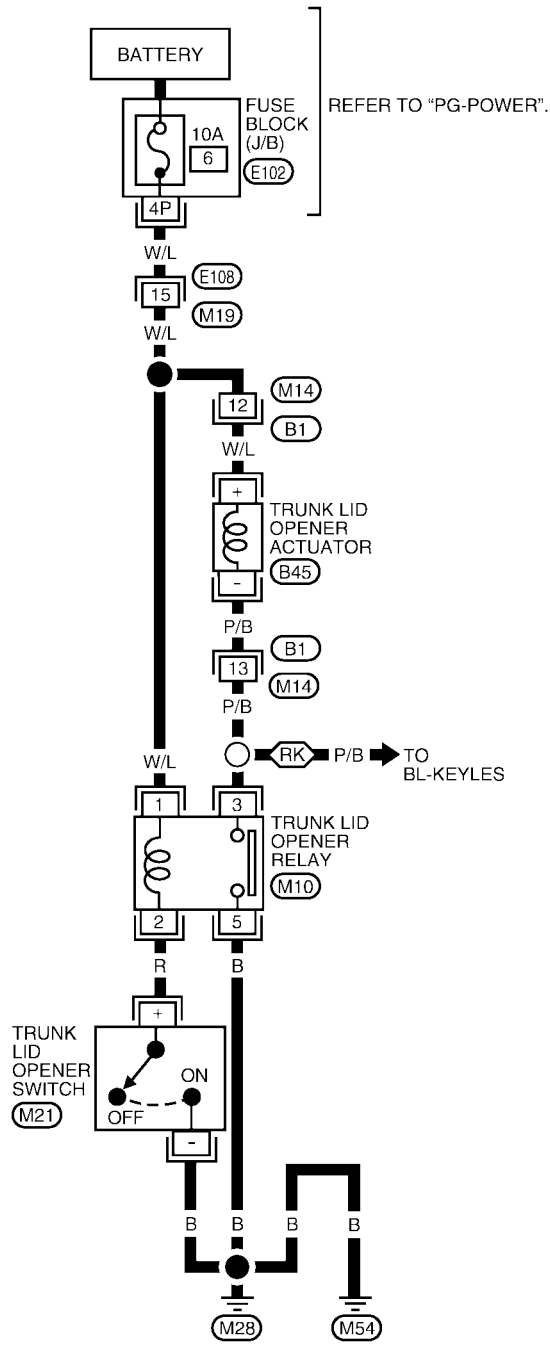 BATTERY
FUSE
BLOCK
(J/B)
REFER TO “PG-POWER”.
10A
6
E102
4P
W/L
E108
15
M19
W/L
M14
12
B1
W/L
+
TRUNK LID
OPENER
ACTUATOR
B45
-
P/B
B1
13
M14
P/B
RK
P/B
TO
BL-KEYLES
W/L
1
3
TRUNK LID
OPENER
RELAY
M10
2
5
R
B
+
TRUNK
LID
OPENER
SWITCH
M21
ON
OFF
-
B
B
B
B
M28
M54